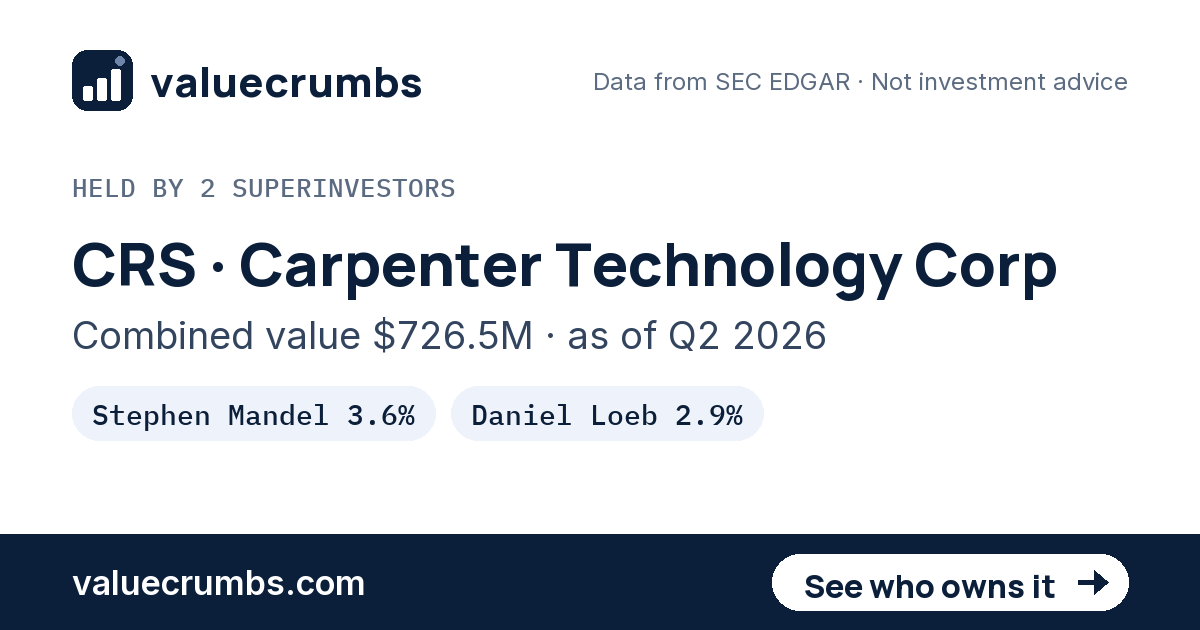 valuecrumbs
Data from SEC EDGAR · Not investment advice
HELD BY 2 SUPERINVESTORS
CRS · Carpenter Technology Corp
Combined value $726.5M · as of Q2 2026
Stephen Mandel 3.6%
Daniel Loeb 2.9%
valuecrumbs.com
See who owns it →